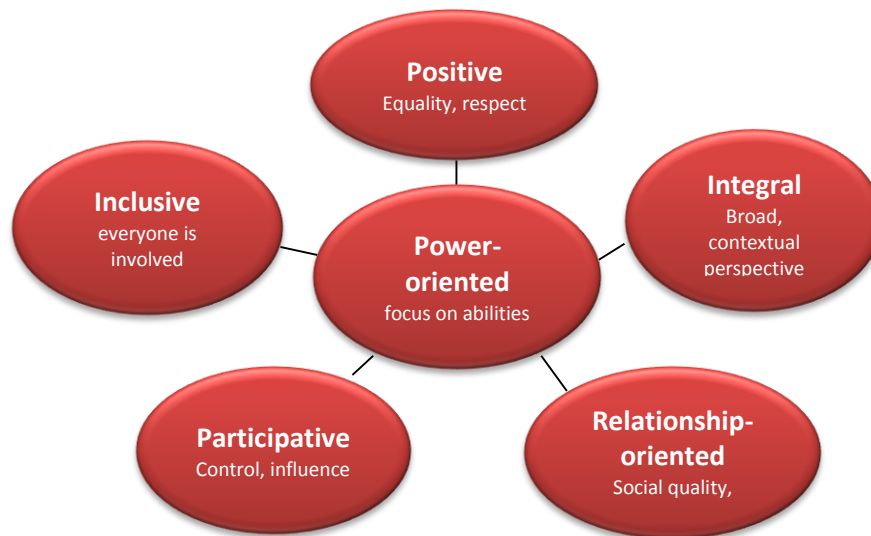 Positive
Equality, respect
Inclusive
everyone is
involved
Integral
Broad,
contextual
perspective
Power-
oriented
focus on abilities
Participative
Control, influence
Relationship-
oriented
Social quality,